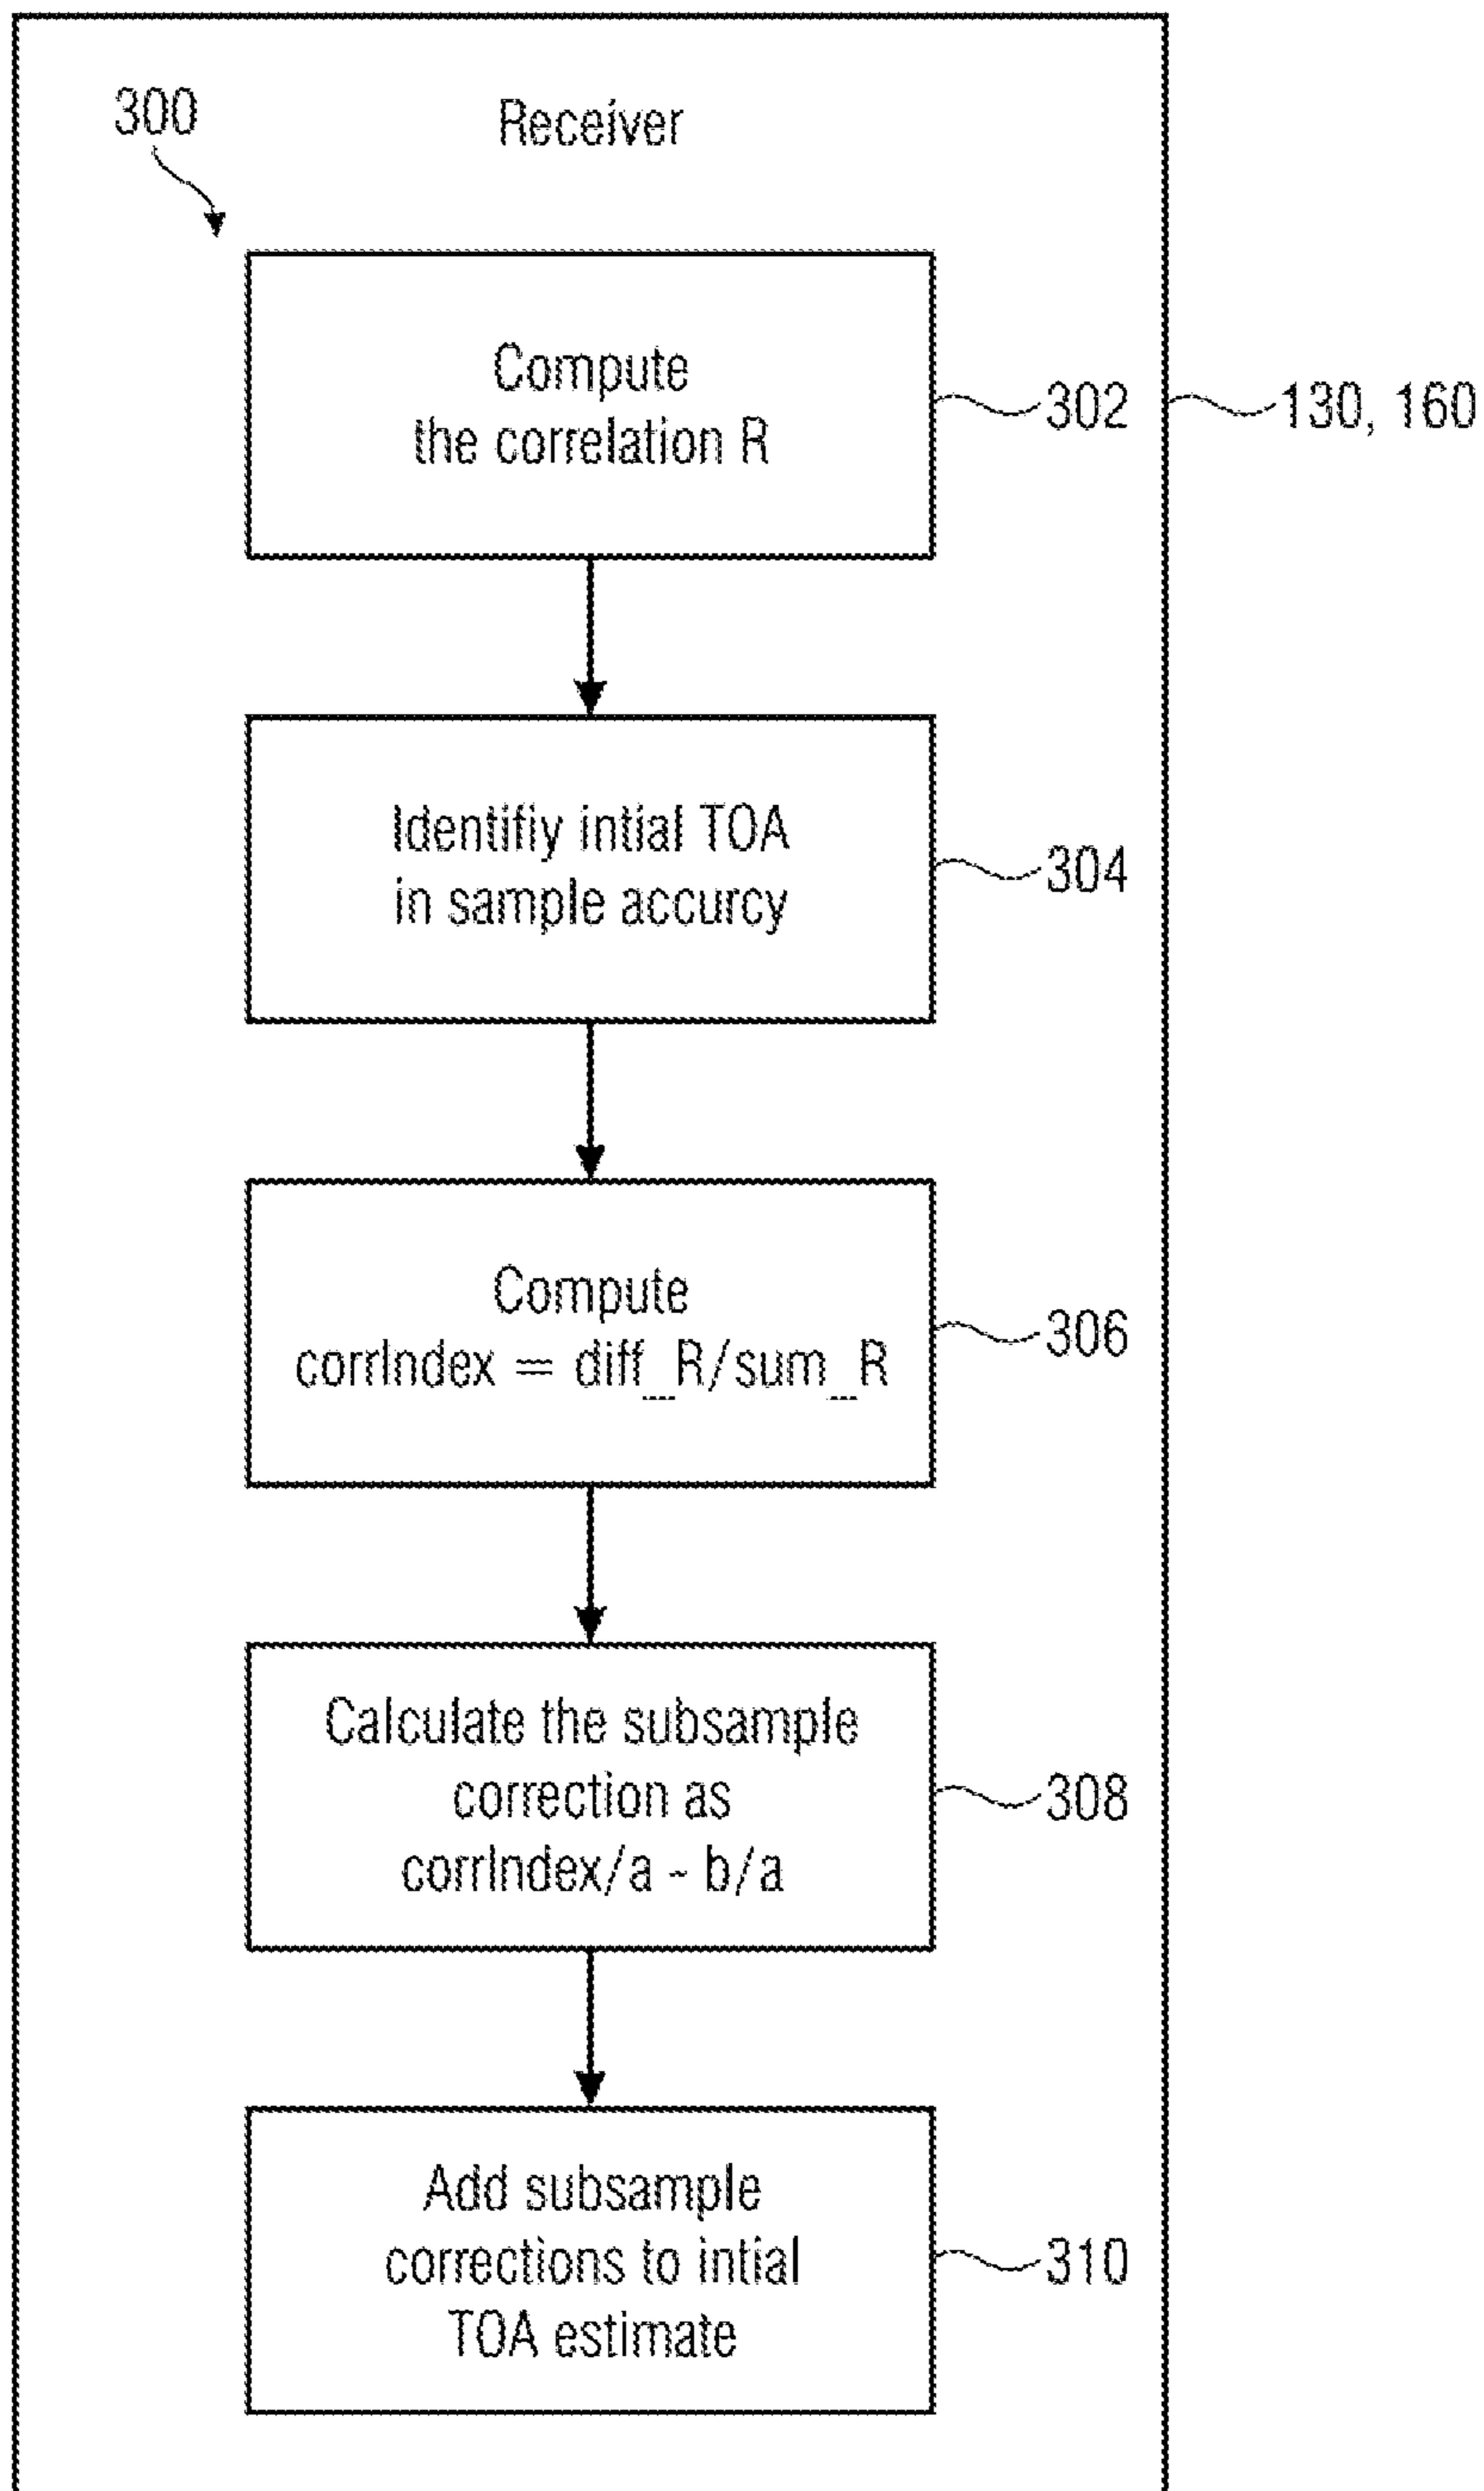 300
Receiver
Compute
the correlation R
302
130, 160
Identifiy intial TOA
in sample accurcy
304
Compute
corrIndex = diff_R/sum_R
306
Calculate the subsample
correction as
corrIndex/a - b/a
308
Add subsample
corrections to intial
TOA estimate
310